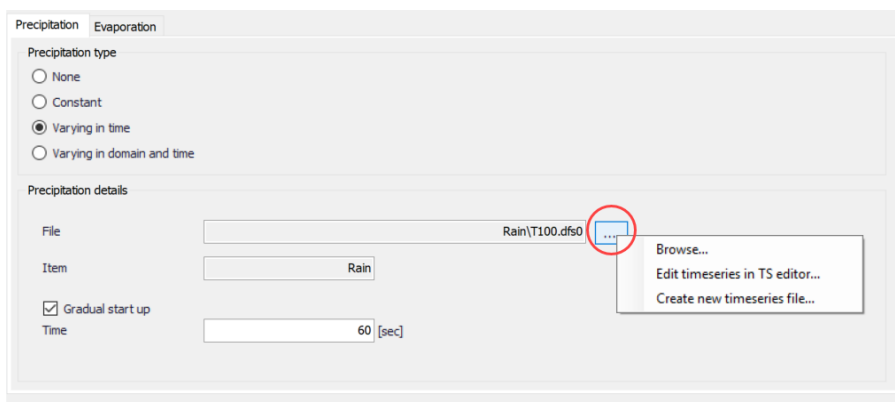 Precipitation Evaporation
Precipitation type
None
Constant
Varying in time
Varying in domain and time
Precipitation details
File Rain\T100.dfs0 ...
Browse...
Item Rain
Edit timeseries in TS editor...
Create new timeseries file...
Gradual start up
Time 60 [sec]